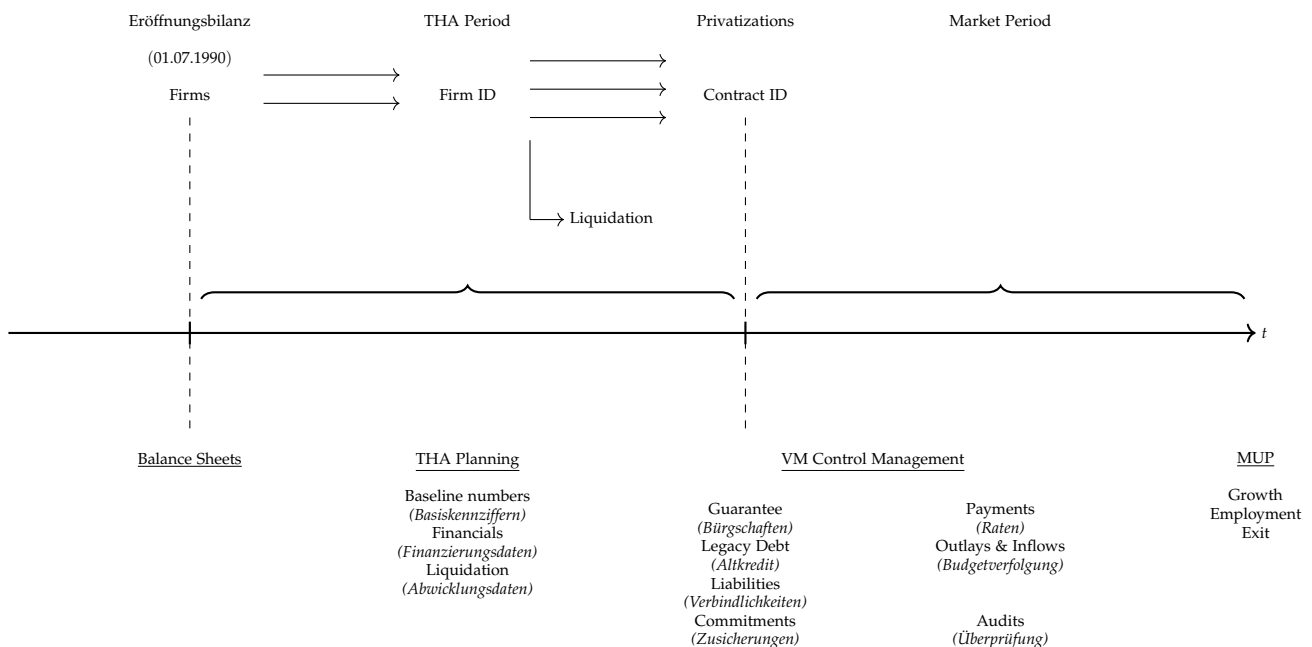 Eröffnungsbilanz THA Period Privatizations Market Period
(01.07.1990)
Firms Firm ID Contract ID
Liquidation
t
Balance Sheets THA Planning VM Control Management MUP
Baseline numbers Growth
(Basiskennziffern) Guarantee Payments Employment
(Bürgschaften) (Raten)
Financials Exit
(Finanzierungsdaten) Legacy Debt Outlays & Inflows
(Altkredit) (Budgetverfolgung)
Liquidation
(Abwicklungsdaten) Liabilities
(Verbindlichkeiten)
Commitments Audits
(Zusicherungen) (Überprüfung)